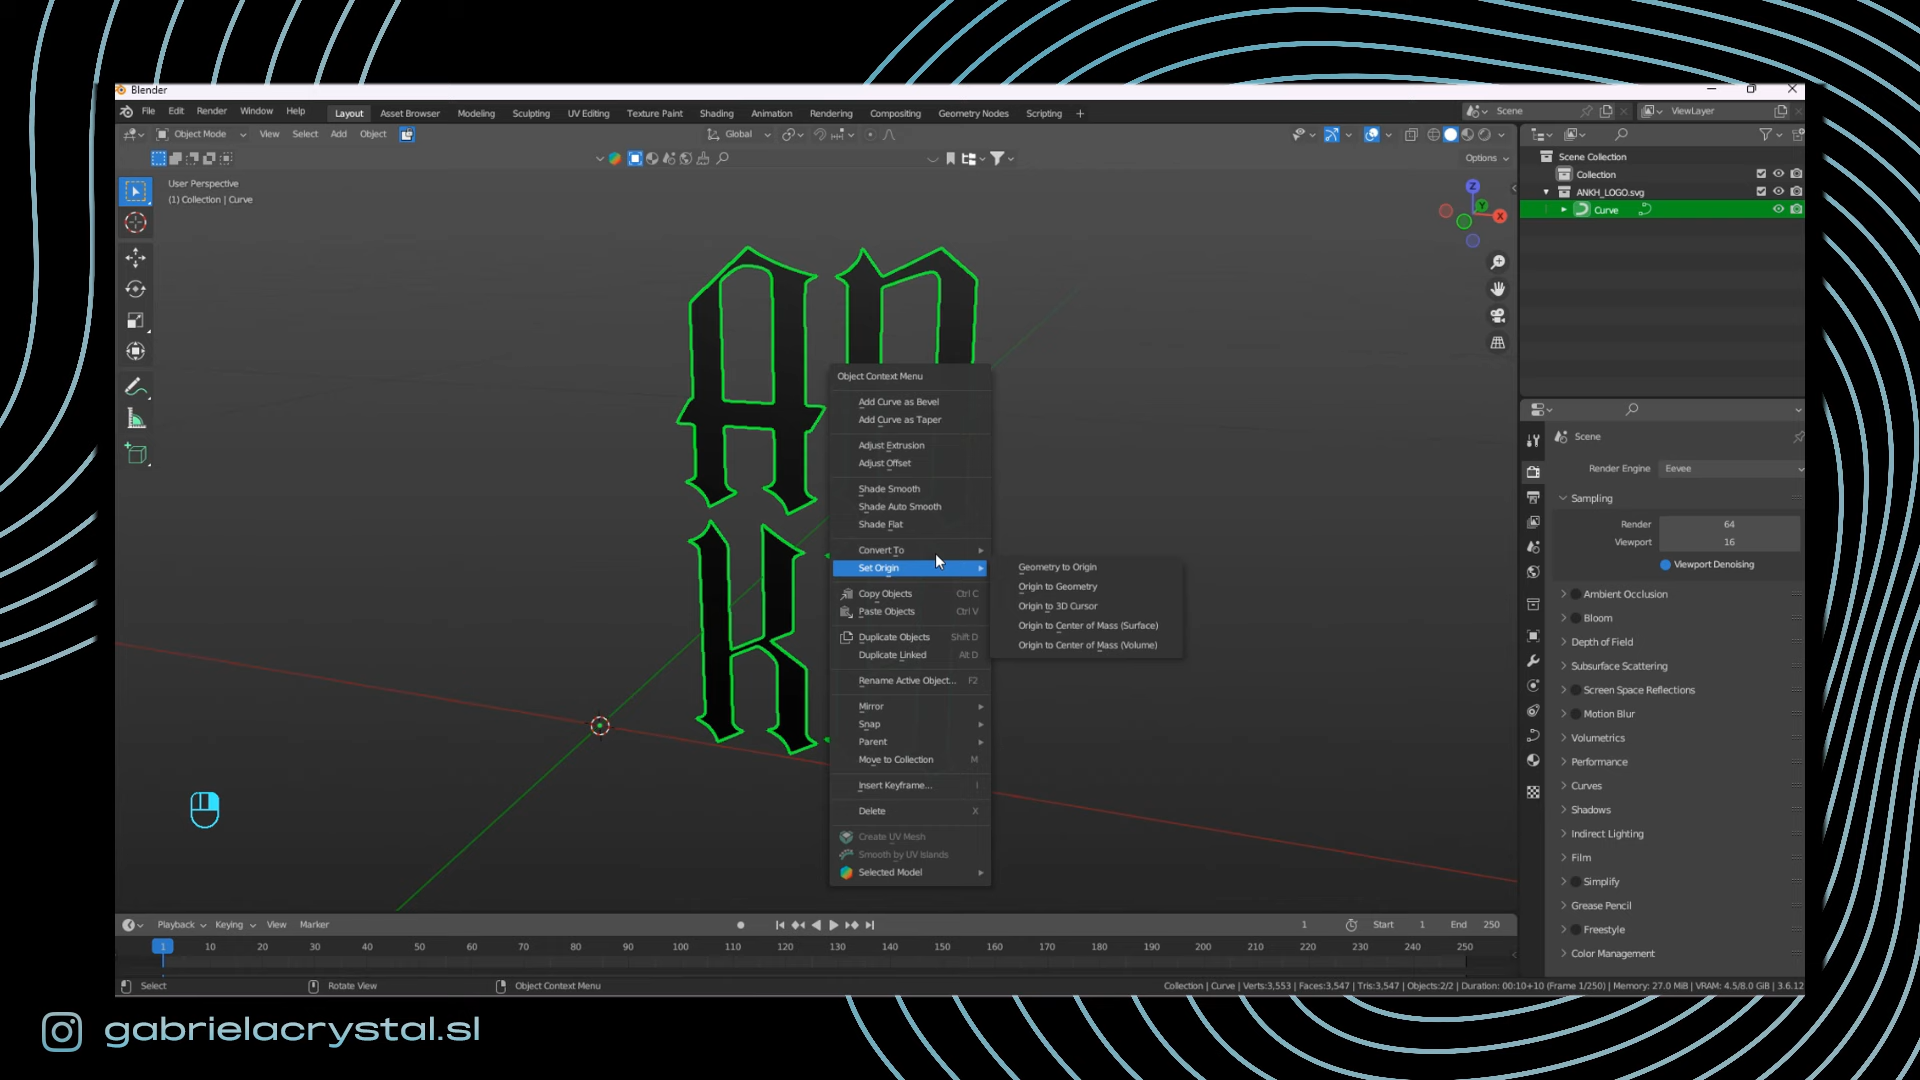 Blender
File Edit Render Window Help Layout Asset Browser Modeling Sculpting UV Editing Texture Paint Shading Animation Rendering Compositing Geometry Nodes Scripting + Scene ViewLayer
Object Mode View Select Add Object Global
Options
User Perspective
(1) Collection | Curve
Z
Y
X
Scene Collection
Collection
ANKH_LOGO.svg
Curve
Object Context Menu
Add Curve as Bevel
Add Curve as Taper
Adjust Extrusion
Adjust Offset
Shade Smooth
Shade Auto Smooth
Shade Flat
Convert To
Set Origin
Copy Objects Ctrl C
Paste Objects Ctrl V
Duplicate Objects Shift D
Duplicate Linked Alt D
Rename Active Object... F2
Mirror
Snap
Parent
Move to Collection M
Insert Keyframe... I
Delete X
Create UV Mesh
Smooth by UV Islands
Selected Model
Geometry to Origin
Origin to Geometry
Origin to 3D Cursor
Origin to Center of Mass (Surface)
Origin to Center of Mass (Volume)
Scene
Render Engine Eevee
Sampling
Render 64
Viewport 16
Viewport Denoising
Ambient Occlusion
Bloom
Depth of Field
Subsurface Scattering
Screen Space Reflections
Motion Blur
Volumetrics
Performance
Curves
Shadows
Indirect Lighting
Film
Simplify
Grease Pencil
Freestyle
Color Management
Playback Keying View Marker 1 Start 1 End 250
1 10 20 30 40 50 60 70 80 90 100 110 120 130 140 150 160 170 180 190 200 210 220 230 240 250
Select Rotate View Object Context Menu Collection | Curve | Verts:3,553 | Faces:3,547 | Tris:3,547 | Objects:2/2 | Duration: 00:10+10 (Frame 1/250) | Memory: 27.0 MiB | VRAM: 4.5/8.0 GiB | 3.6.12
gabrielacrystal.sl